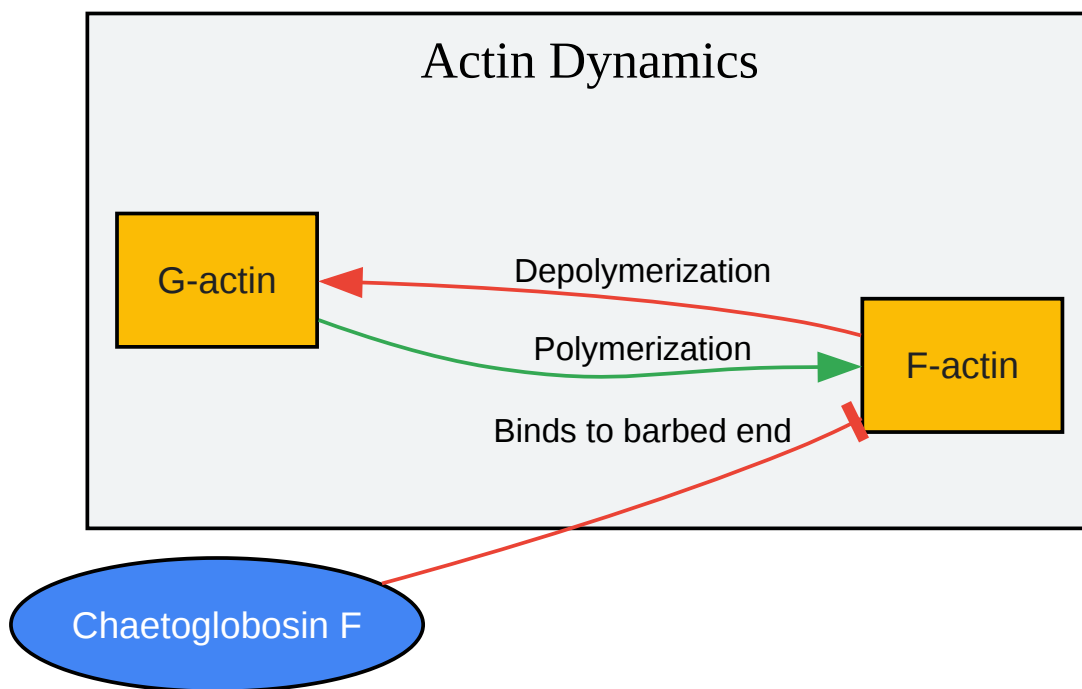 Actin Dynamics
G-actin
Depolymerization
Polymerization
F-actin
Binds to barbed end
Chaetoglobosin F